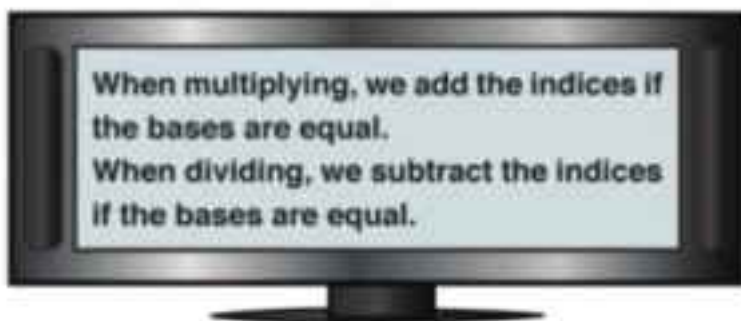 When multiplying, we add the indices if
the bases are equal.
When dividing, we subtract the indices
if the bases are equal.